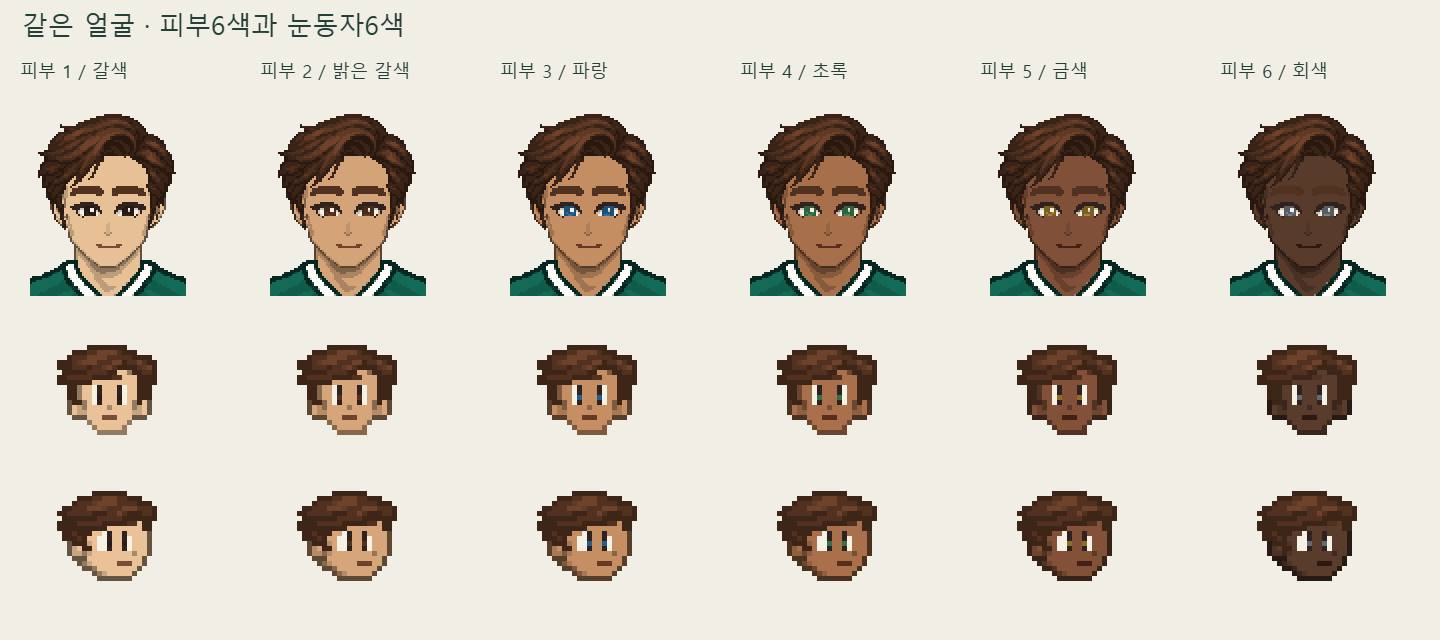 같은 얼굴 · 피부6색과 눈동자6색
피부 1 / 갈색
피부 2 / 밝은 갈색
피부 3 / 파랑
피부 4 / 초록
피부 5 / 금색
피부 6 / 회색